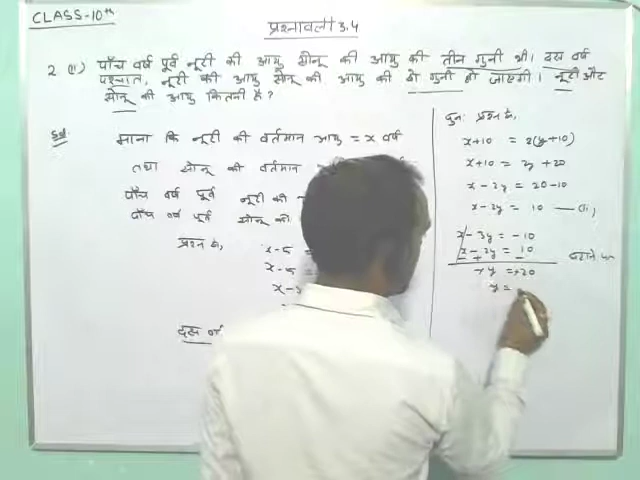 CLASS-10th
प्रश्नावली 3.4
2 (ii) पाँच वर्ष पूर्व नूरी की आयु सोनू की आयु की तीन गुनी थी। दस वर्ष
पश्चात, नूरी की आयु सोनू की आयु की दो गुनी हो जाएगी। नूरी और
सोनू की आयु कितनी है?
माना कि नूरी की वर्तमान आयु = x वर्ष
तथा सोनू की वर्तमान
पाँच वर्ष पूर्व नूरी की
पाँच वर्ष पूर्व सोनू की
प्रश्न से,
x-5
x-5 =
x-3
दस वर्ष
पुनः प्रश्न से,
x+10 = 2(y+10)
x+10 = 2y + 20
x - 2y = 20-10
x - 2y = 10 — (ii)
x - 3y = -10
x - 2y = 10 घटाने पर
- + -
-y = -20
y =